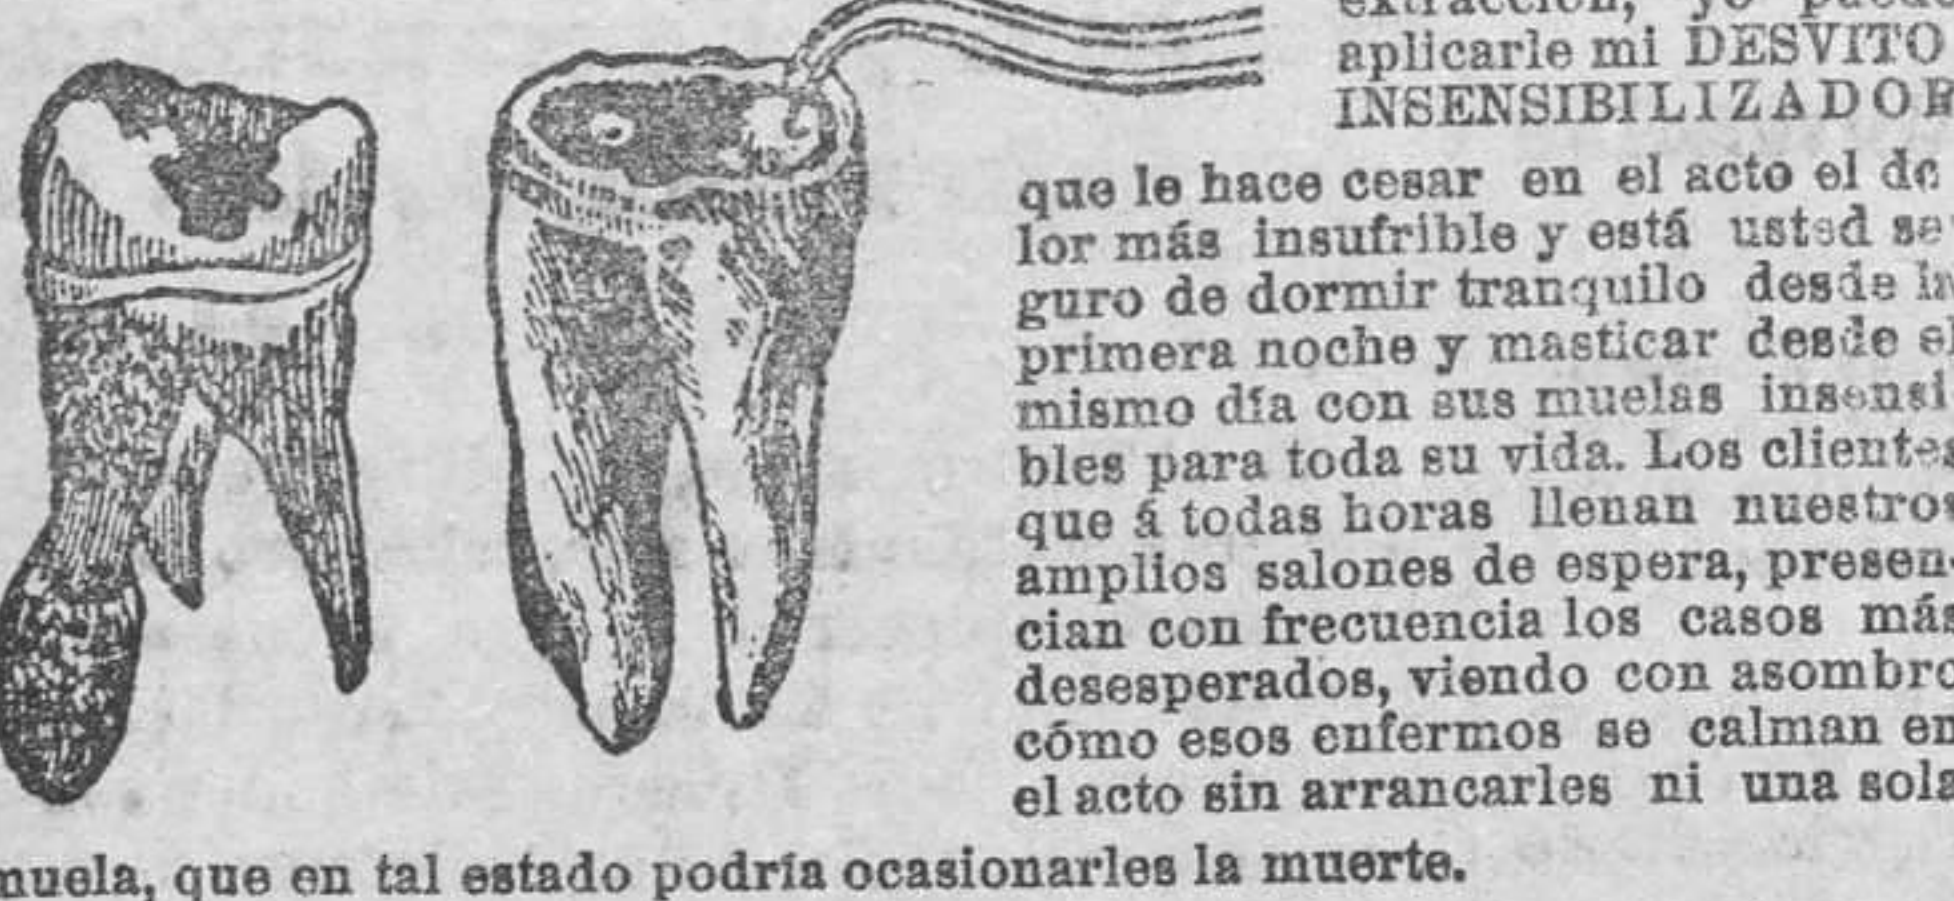 extracción, yo puedo
aplicarle mi DESVITO
INSENSIBILIZADOR
que le hace cesar en el acto el do
lor más insufrible y está usted se
guro de dormir tranquilo desde la
primera noche y masticar desde el
mismo día con sus muelas insensi
bles para toda su vida. Los clientes
que á todas horas llenan nuestros
amplios salones de espera, presen-
cian con frecuencia los casos más
desesperados, viendo con asombro
cómo esos enfermos se calman en
el acto sin arrancarles ni una sola
muela, que en tal estado podría ocasionarles la muerte.